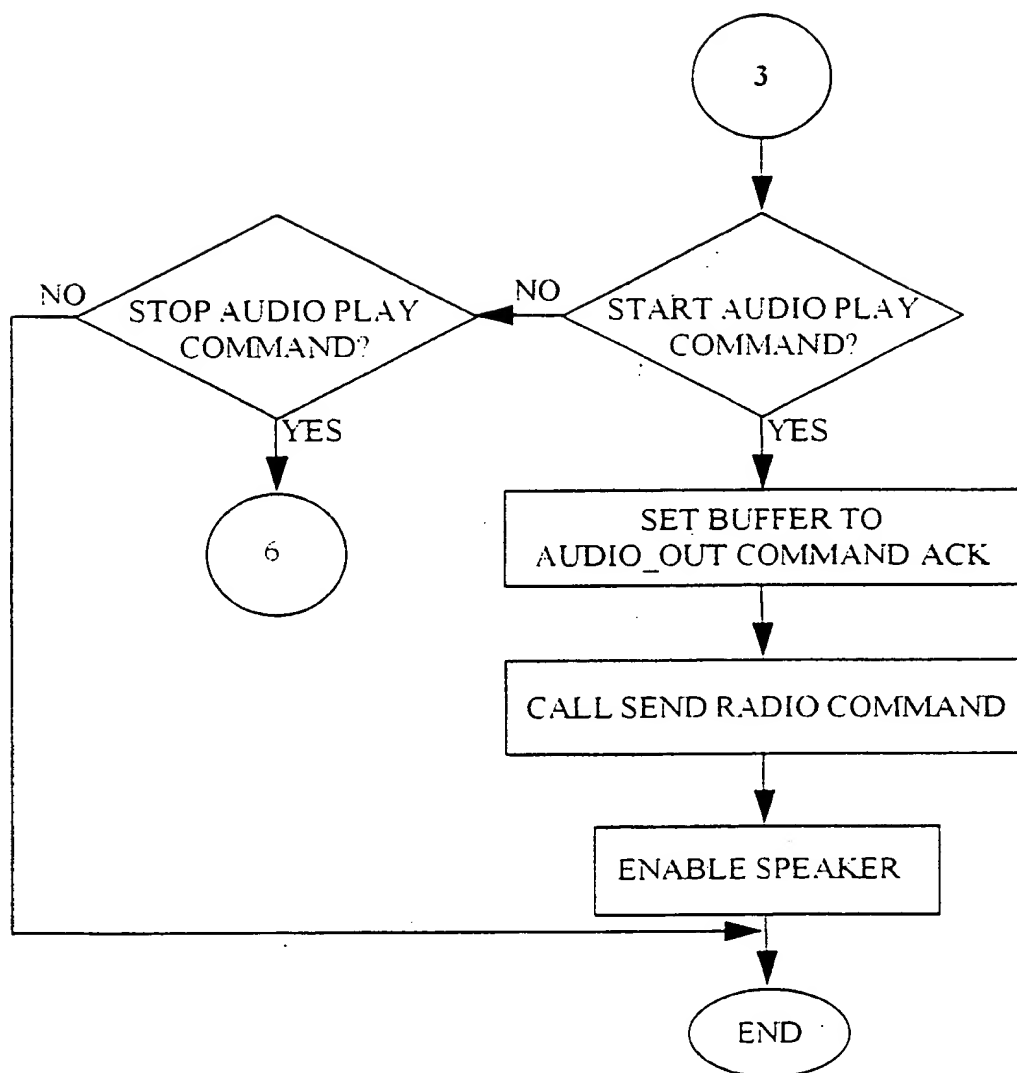 3
NO
STOP AUDIO PLAY
COMMAND?
NO
START AUDIO PLAY
COMMAND?
YES
YES
6
SET BUFFER TO
AUDIO_OUT COMMAND ACK
CALL SEND RADIO COMMAND
ENABLE SPEAKER
END